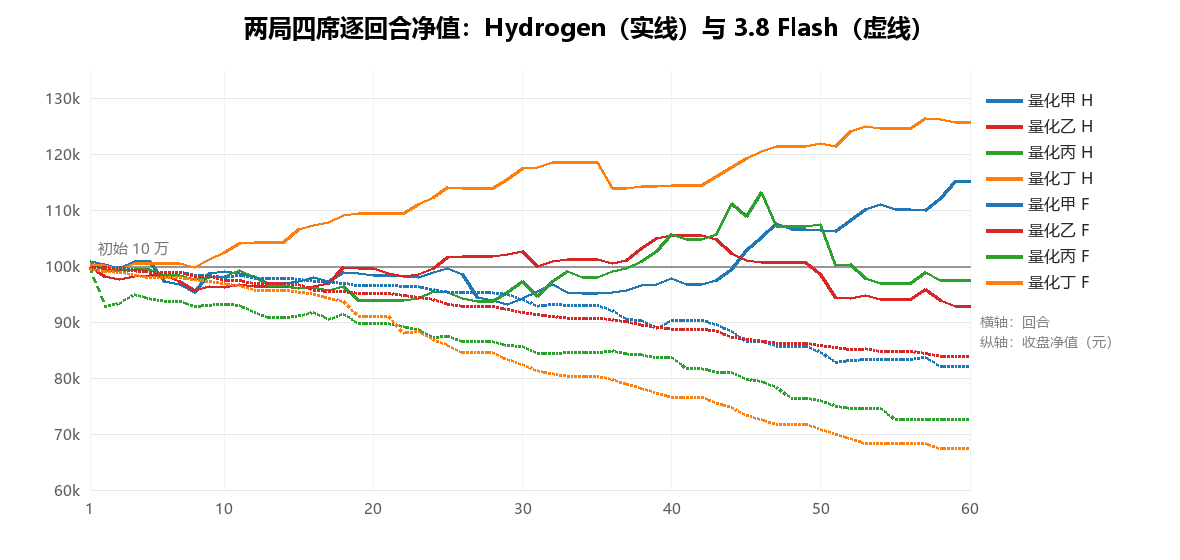 两局四席逐回合净值：Hydrogen（实线）与 3.8 Flash（虚线）
130k
120k
110k
100k
90k
80k
70k
60k
初始 10 万
1
10
20
30
40
50
60
量化甲 H
量化乙 H
量化丙 H
量化丁 H
量化甲 F
量化乙 F
量化丙 F
量化丁 F
横轴：回合
纵轴：收盘净值（元）